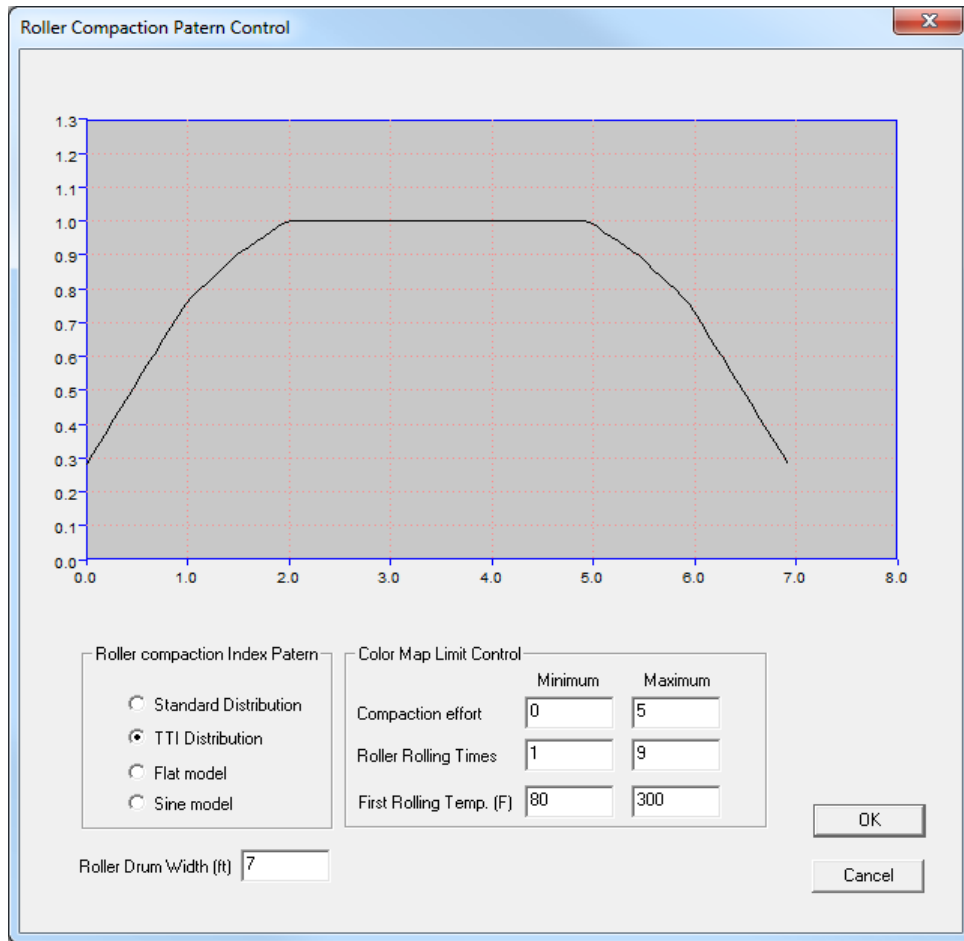 Roller Compaction Patern Control
1.3
1.2
1.1
1.0
0.9
0.8
0.7
0.6
0.5
0.4
0.3
0.2
0.1
0.0
0.0 1.0 2.0 3.0 4.0 5.0 6.0 7.0 8.0
Roller compaction Index Patern
Standard Distribution
TTI Distribution
Flat model
Sine model
Color Map Limit Control
Minimum Maximum
Compaction effort 0 5
Roller Rolling Times 1 9
First Rolling Temp. (F) 80 300
Roller Drum Width (ft) 7
OK
Cancel